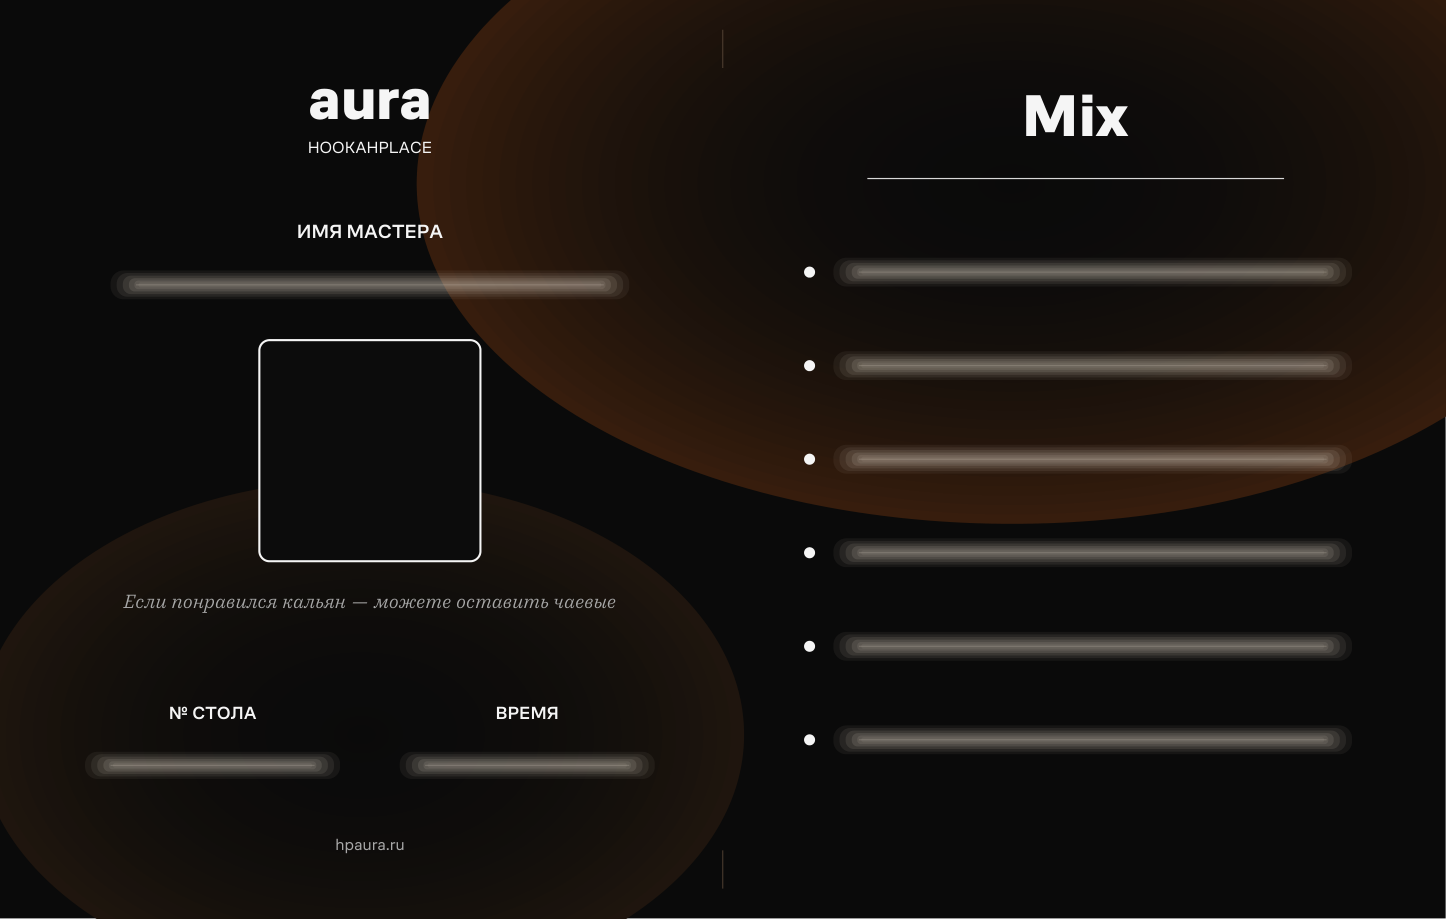 aura
HOOKAHPLACE
ИМЯ МАСТЕРА
Если понравился кальян — можете оставить чаевые
№ СТОЛА
ВРЕМЯ
hpaura.ru
Mix